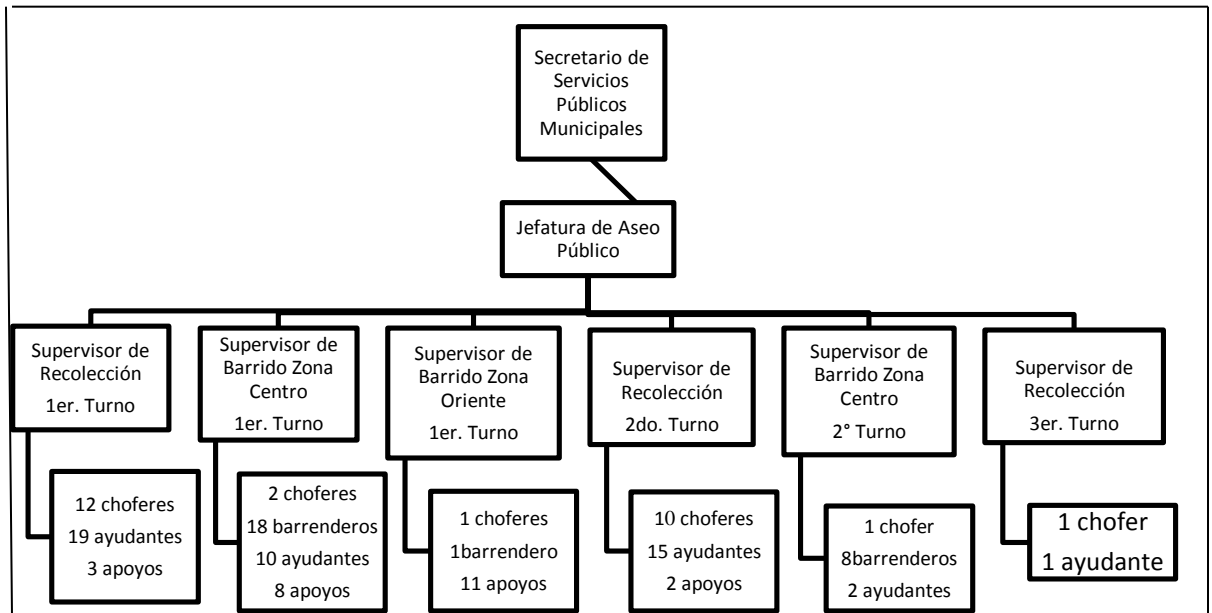 Secretario de
Servicios
Públicos
Municipales
Jefatura de Aseo
Público
Supervisor de
Recolección
1er. Turno
12 choferes
19 ayudantes
3 apoyos
Supervisor de
Barrido Zona
Centro
1er. Turno
2 choferes
18 barrenderos
10 ayudantes
8 apoyos
Supervisor de
Barrido Zona
Oriente
1er. Turno
1 choferes
1barrendero
11 apoyos
Supervisor de
Recolección
2do. Turno
10 choferes
15 ayudantes
2 apoyos
Supervisor de
Barrido Zona
Centro
2° Turno
1 chofer
8barrenderos
2 ayudantes
Supervisor de
Recolección
3er. Turno
1 chofer
1 ayudante